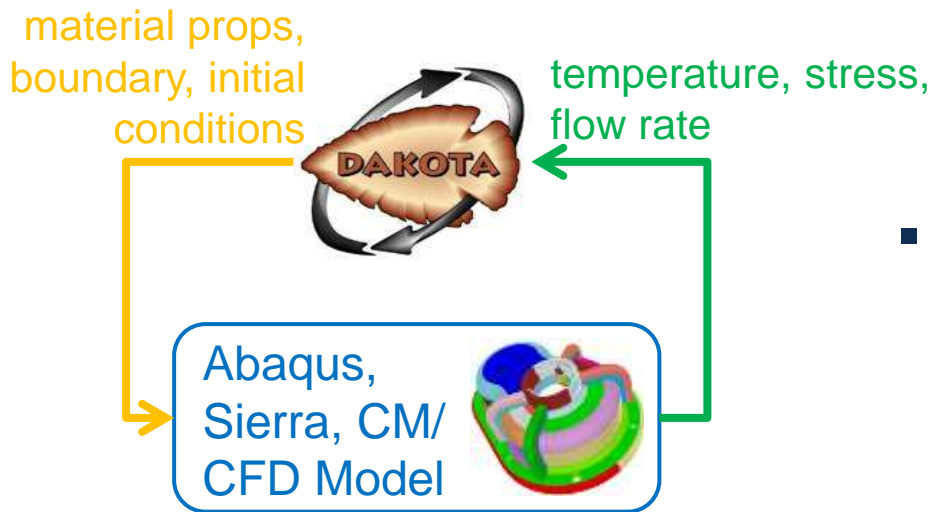 material props,
boundary, initial
conditions
DAKOTA
temperature, stress,
flow rate
Abaqus,
Sierra, CM/
CFD Model